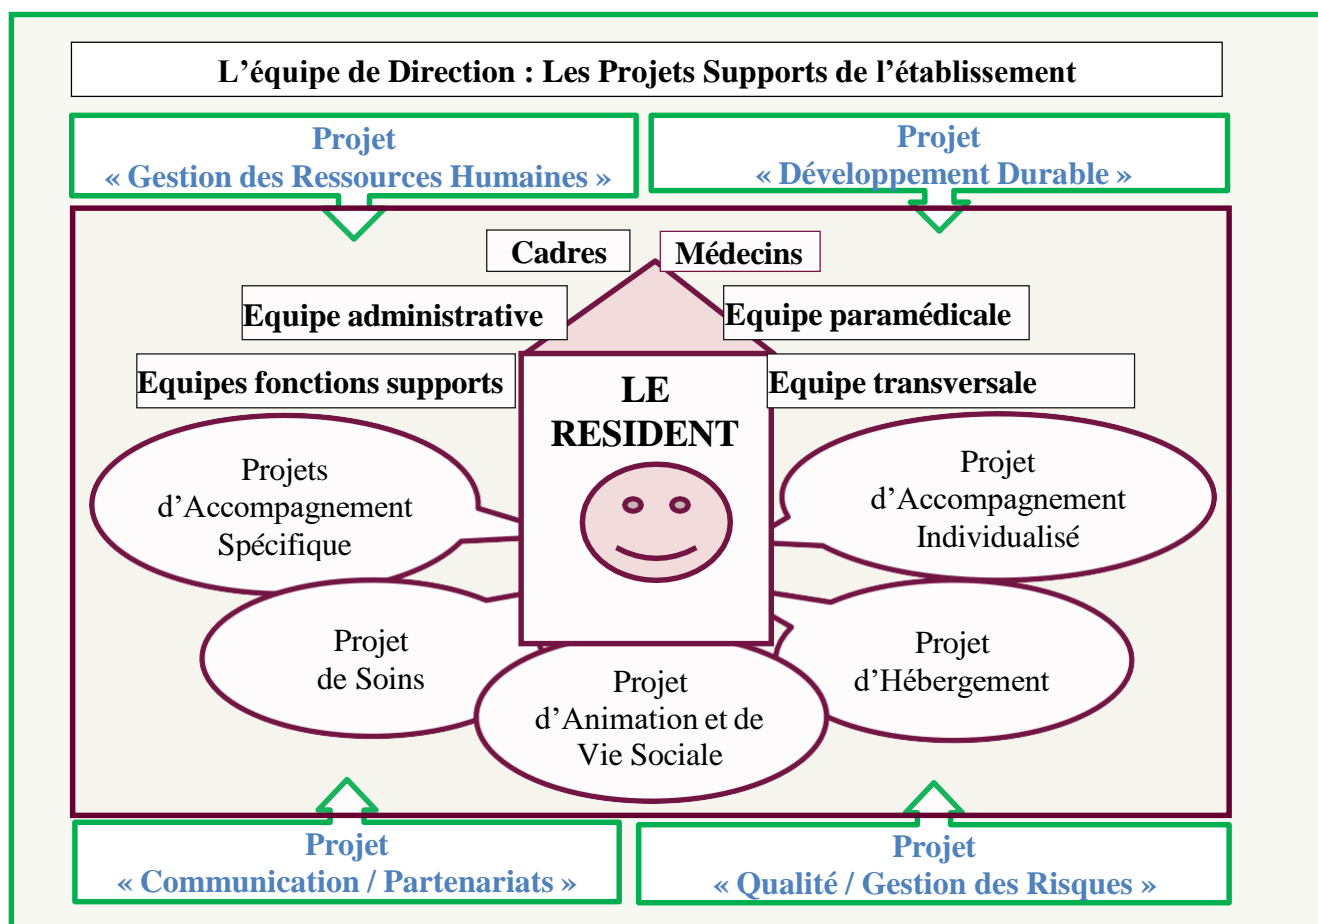 L’équipe de Direction : Les Projets Supports de l’établissement
Projet
« Gestion des Ressources Humaines »
Projet
« Développement Durable »
Cadres
Médecins
Equipe administrative
Equipe paramédicale
Equipes fonctions supports
Equipe transversale
LE
RESIDENT
Projets
d’Accompagnement
Spécifique
Projet
d’Accompagnement
Individualisé
Projet
de Soins
Projet
d’Animation et de
Vie Sociale
Projet
d’Hébergement
Projet
« Communication / Partenariats »
Projet
« Qualité / Gestion des Risques »